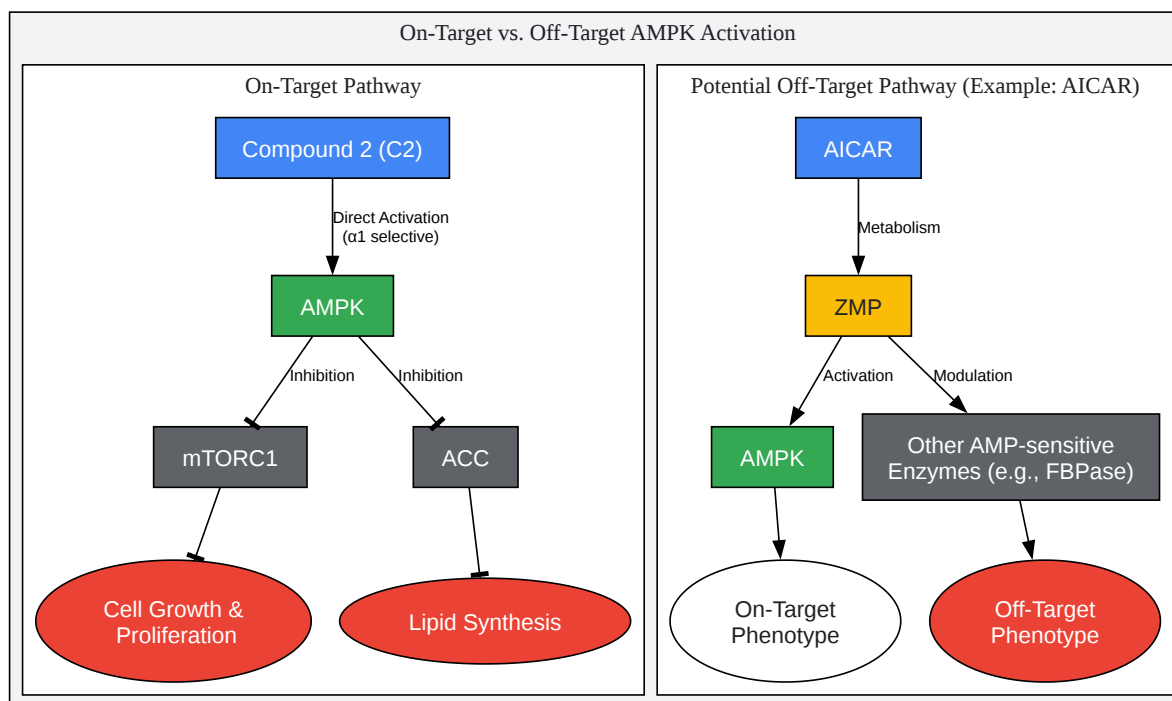 On-Target vs. Off-Target AMPK Activation
On-Target Pathway
Compound 2 (C2)
Direct Activation
(α1 selective)
AMPK
Inhibition
Inhibition
mTORC1
ACC
Cell Growth &
Proliferation
Lipid Synthesis
Potential Off-Target Pathway (Example: AICAR)
AICAR
Metabolism
ZMP
Activation
Modulation
AMPK
Other AMP-sensitive
Enzymes (e.g., FBPase)
On-Target
Phenotype
Off-Target
Phenotype